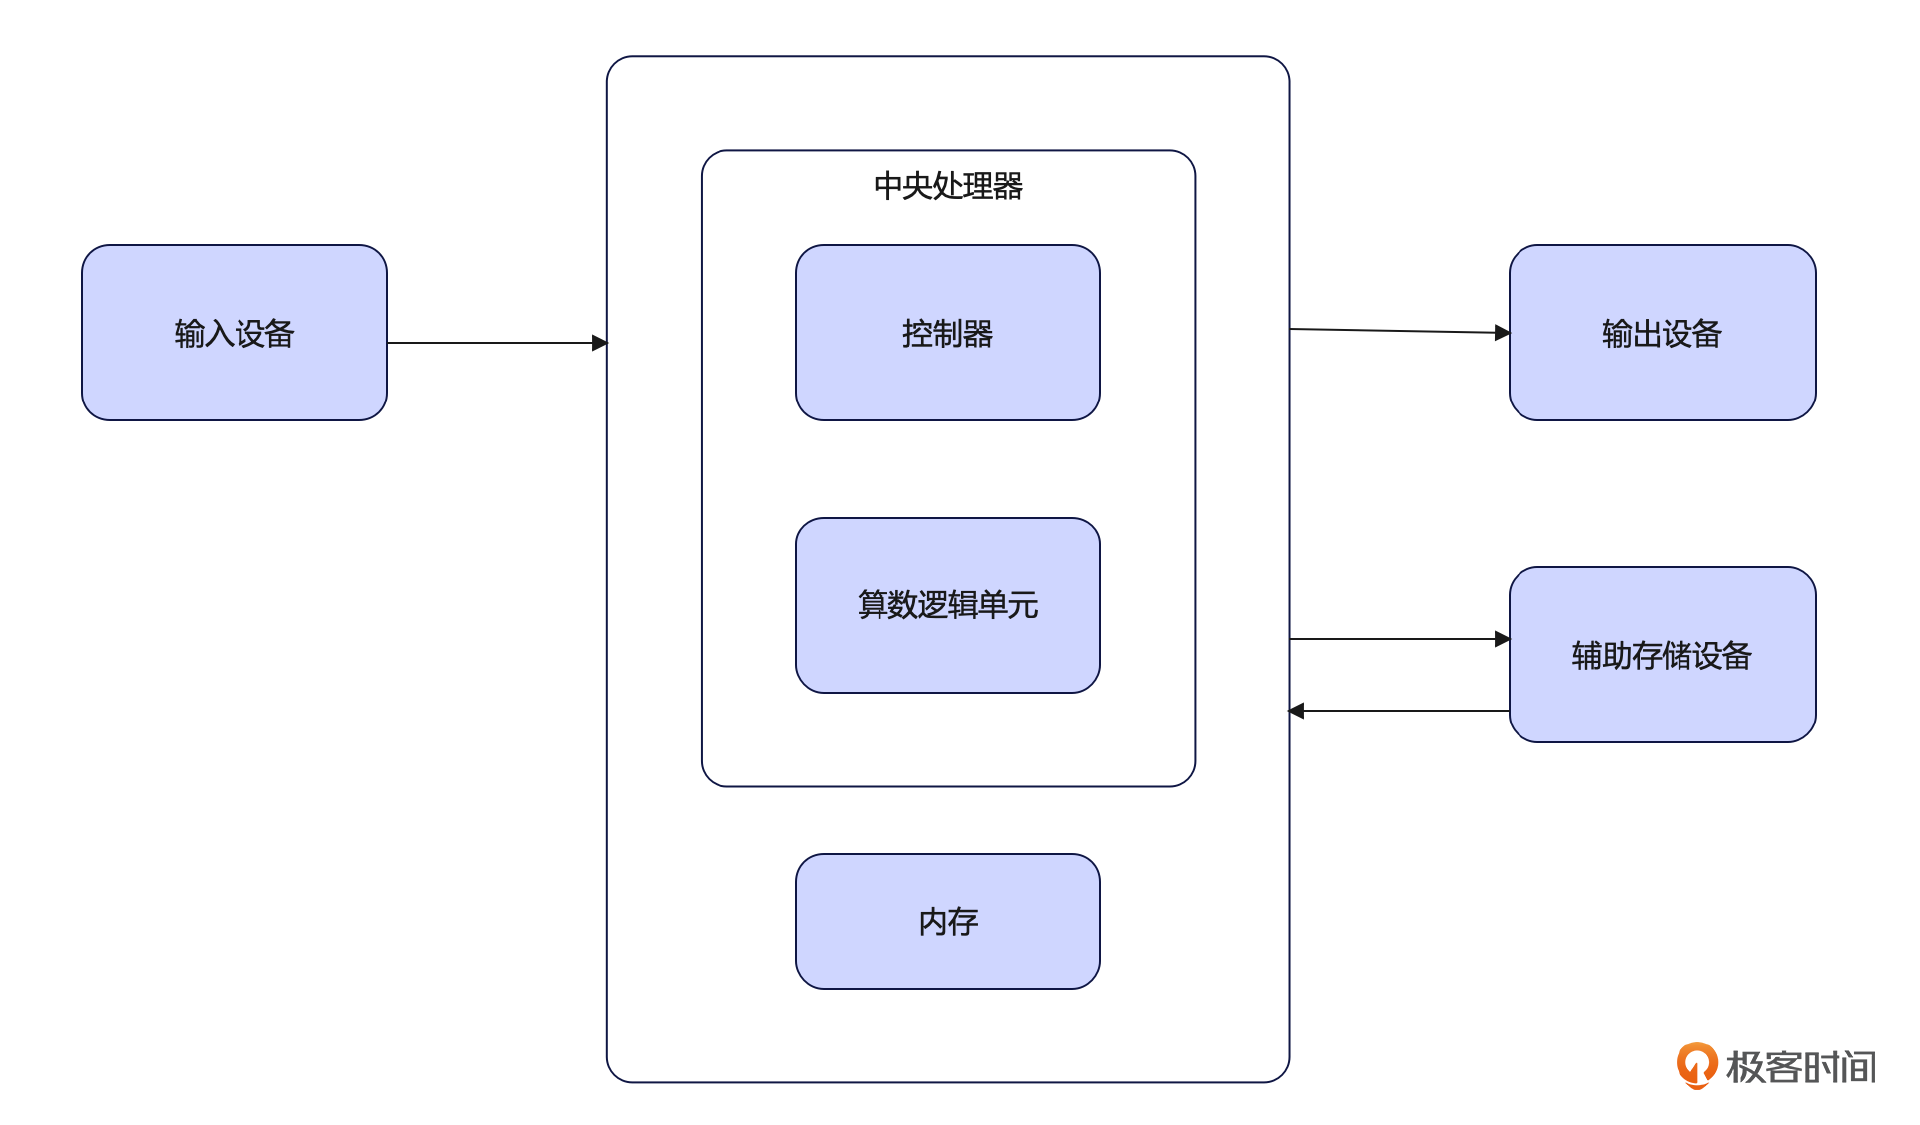 中央处理器
输入设备
控制器
输出设备
算数逻辑单元
辅助存储设备
内存
极客时间